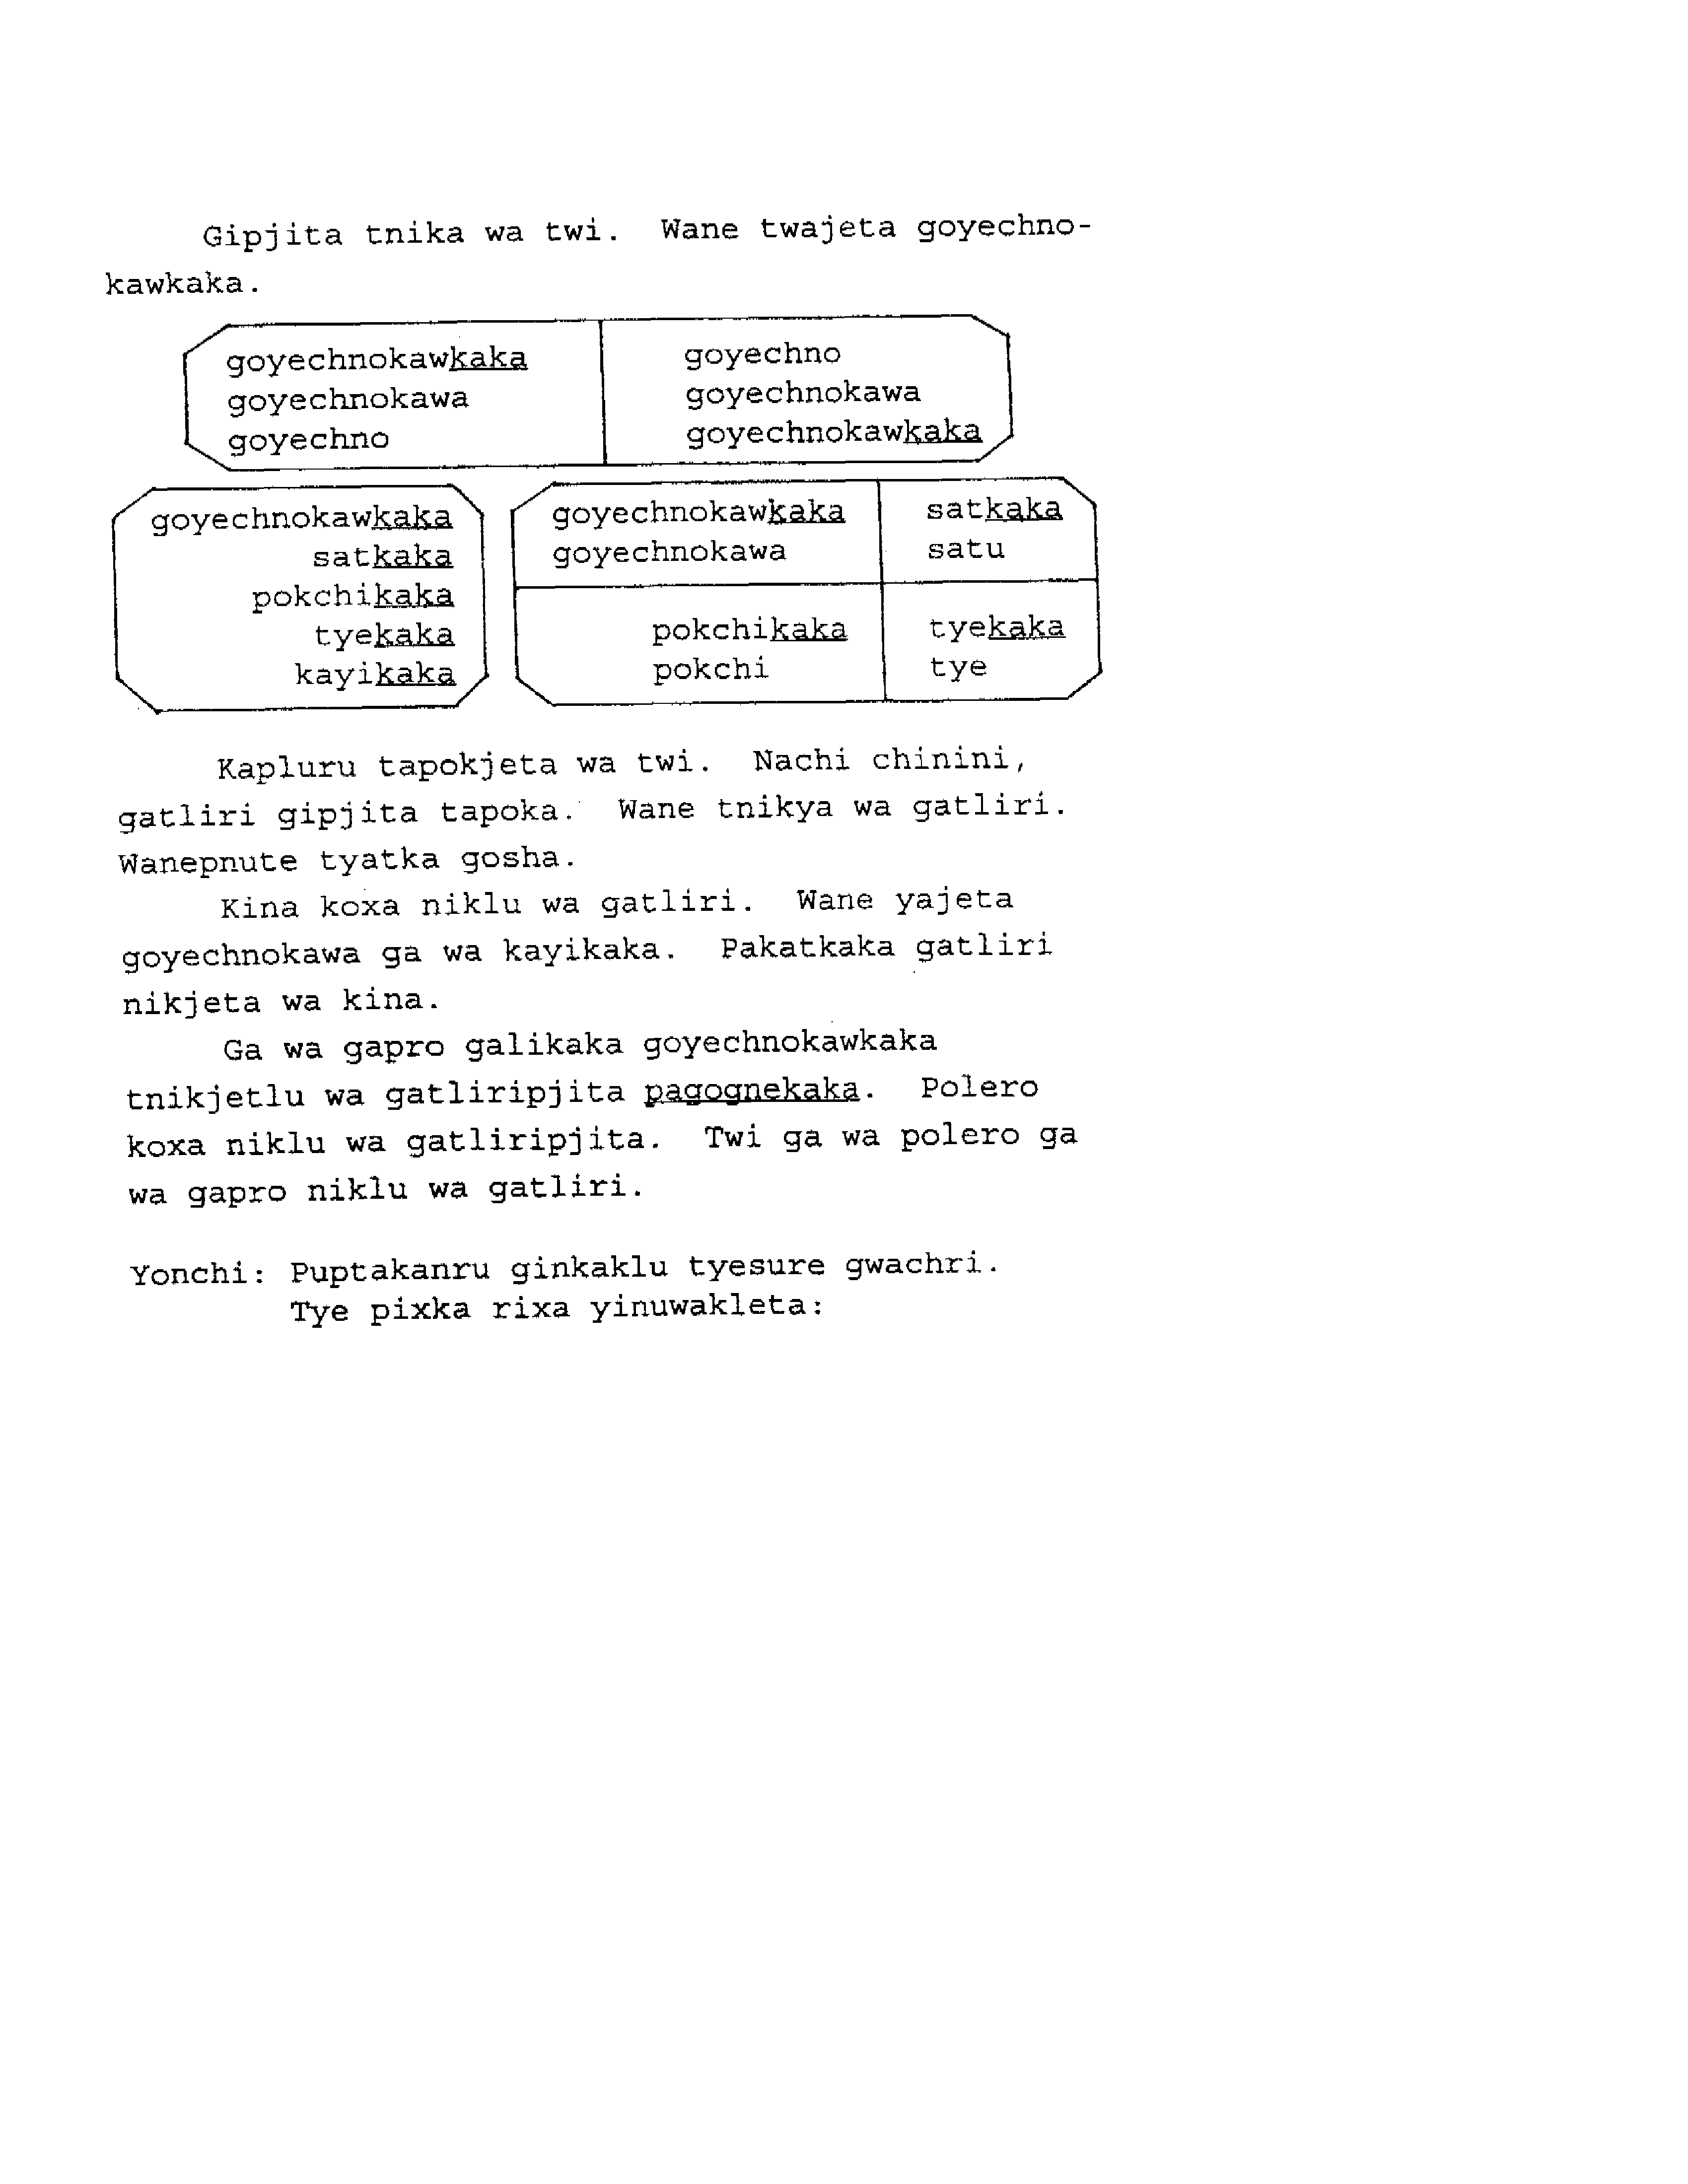 Gipjita tnika wa twi.  Wane twajeta goyechno-
kawkaka.
goyechnokawkaka
goyechnokawa
goyechno
goyechno
goyechnokawa
goyechnokawkaka
goyechnokawkaka
satkaka
pokchikaka
tyekaka
kayikaka
goyechnokawkaka
goyechnokawa
satkaka
satu
pokchikaka
pokchi
tyekaka
tye
Kapluru tapokjeta wa twi.  Nachi chinini,
gatliri gipjita tapoka.  Wane tnikya wa gatliri.
Wanepnute tyatka gosha.
Kina koxa niklu wa gatliri.  Wane yajeta
goyechnokawa ga wa kayikaka.  Pakatkaka gatliri
nikjeta wa kina.
Ga wa gapro galikaka goyechnokawkaka
tnikjetlu wa gatliripjita pagognekaka.  Polero
koxa niklu wa gatliripjita.  Twi ga wa polero ga
wa gapro niklu wa gatliri.
Yonchi: Puptakanru ginkaklu tyesure gwachri.
Tye pixka rixa yinuwakleta: